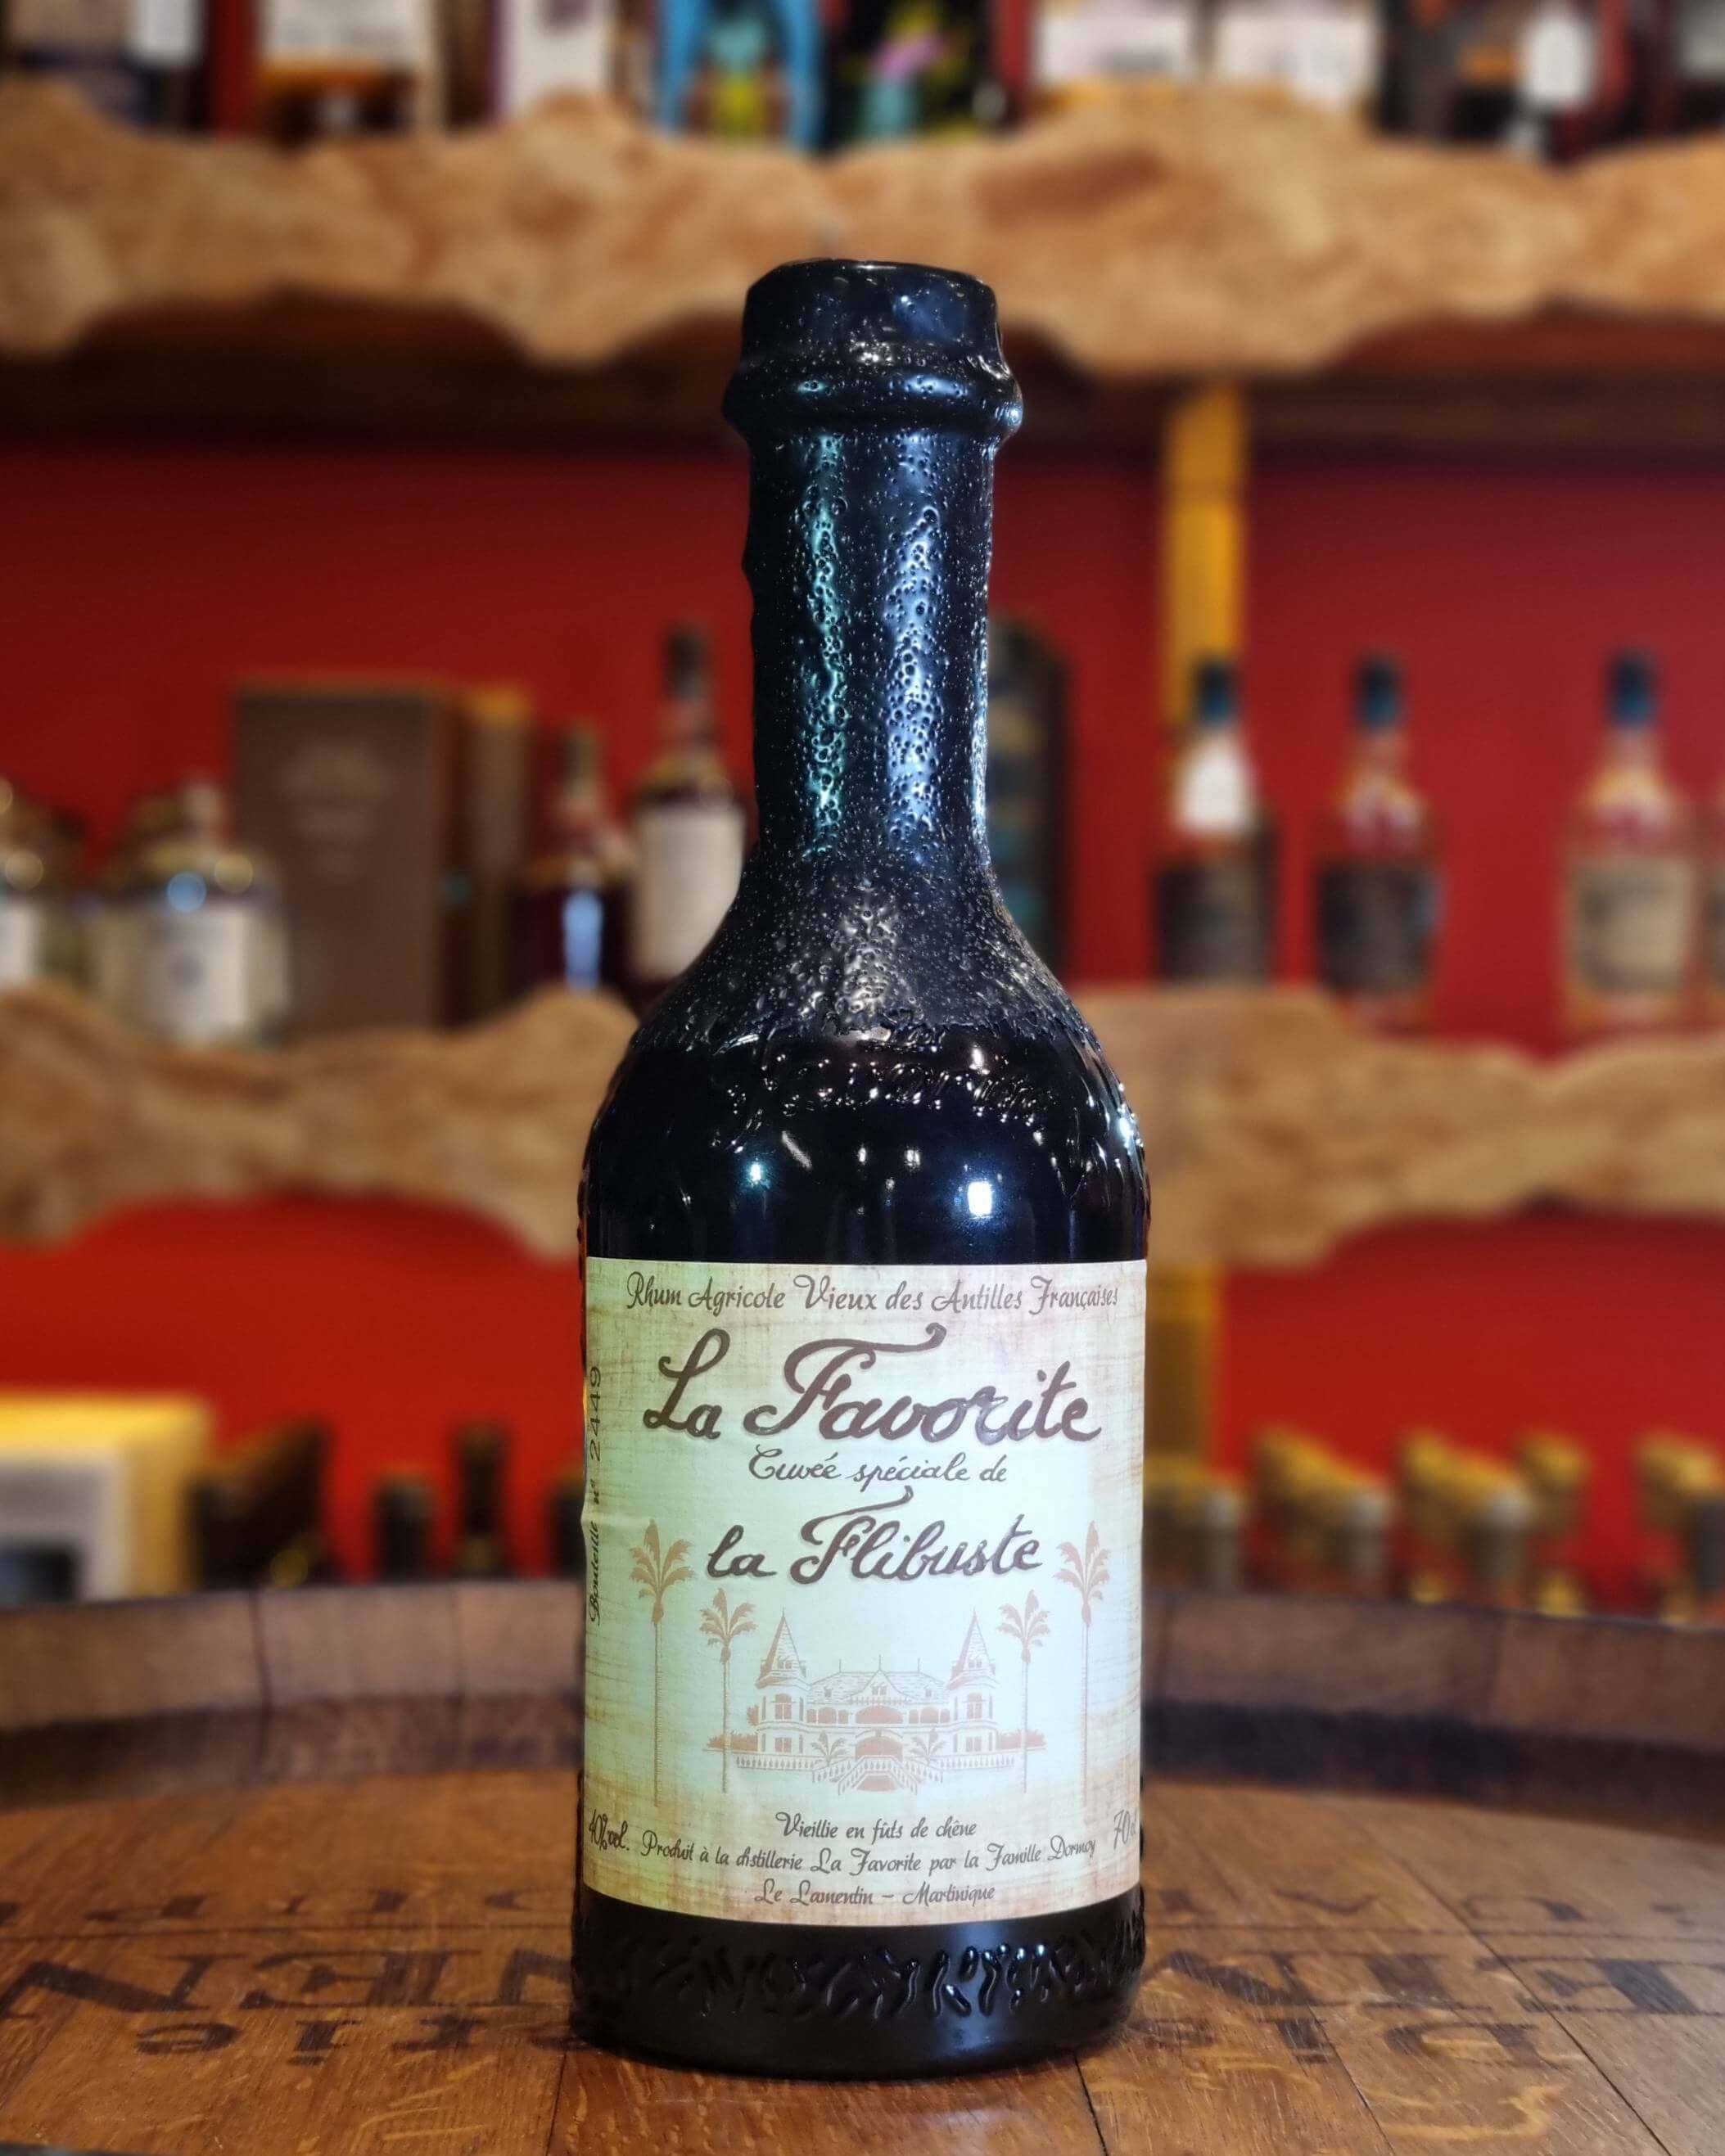 Rhum Agricole Vieux des Antilles Françaises
La Favorite
Cuvée spéciale de
la Flibuste
Bouteille n° 2449
Vieillie en fûts de chêne
40%vol. Produit à la distillerie La Favorite par la Famille Dormoy 70cl
Le Lamentin – Martinique